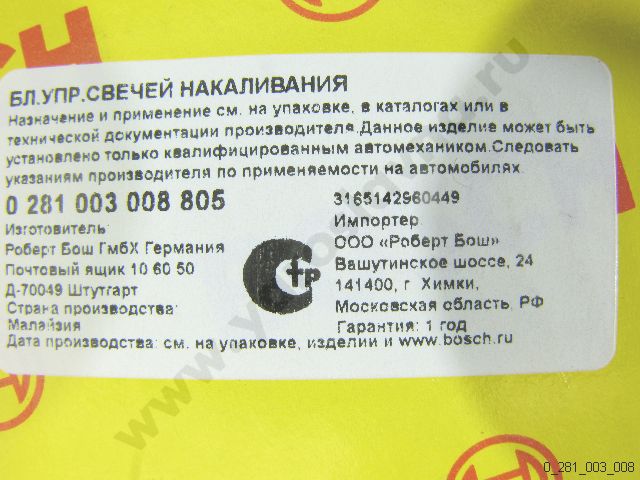 БЛ.УПР.СВЕЧЕЙ НАКАЛИВАНИЯ
Назначение и применение см. на упаковке, в каталогах или в
технической документации производителя.Данное изделие может быть
установлено только квалифицированным автомехаником.Следовать
указаниям производителя по применяемости на автомобилях.
0 281 003 008 805
Изготовитель:
Роберт Бош ГмбХ Германия
Почтовый ящик 10 60 50
Д-70049 Штутгарт
Страна производства:
Малайзия
Дата производства: см. на упаковке, изделии и www.bosch.ru
3165142960449
Импортер:
ООО «Роберт Бош»
Вашутинское шоссе, 24
141400, г. Химки,
Московская область, РФ
Гарантия: 1 год
стр
CH
0_281_003_008